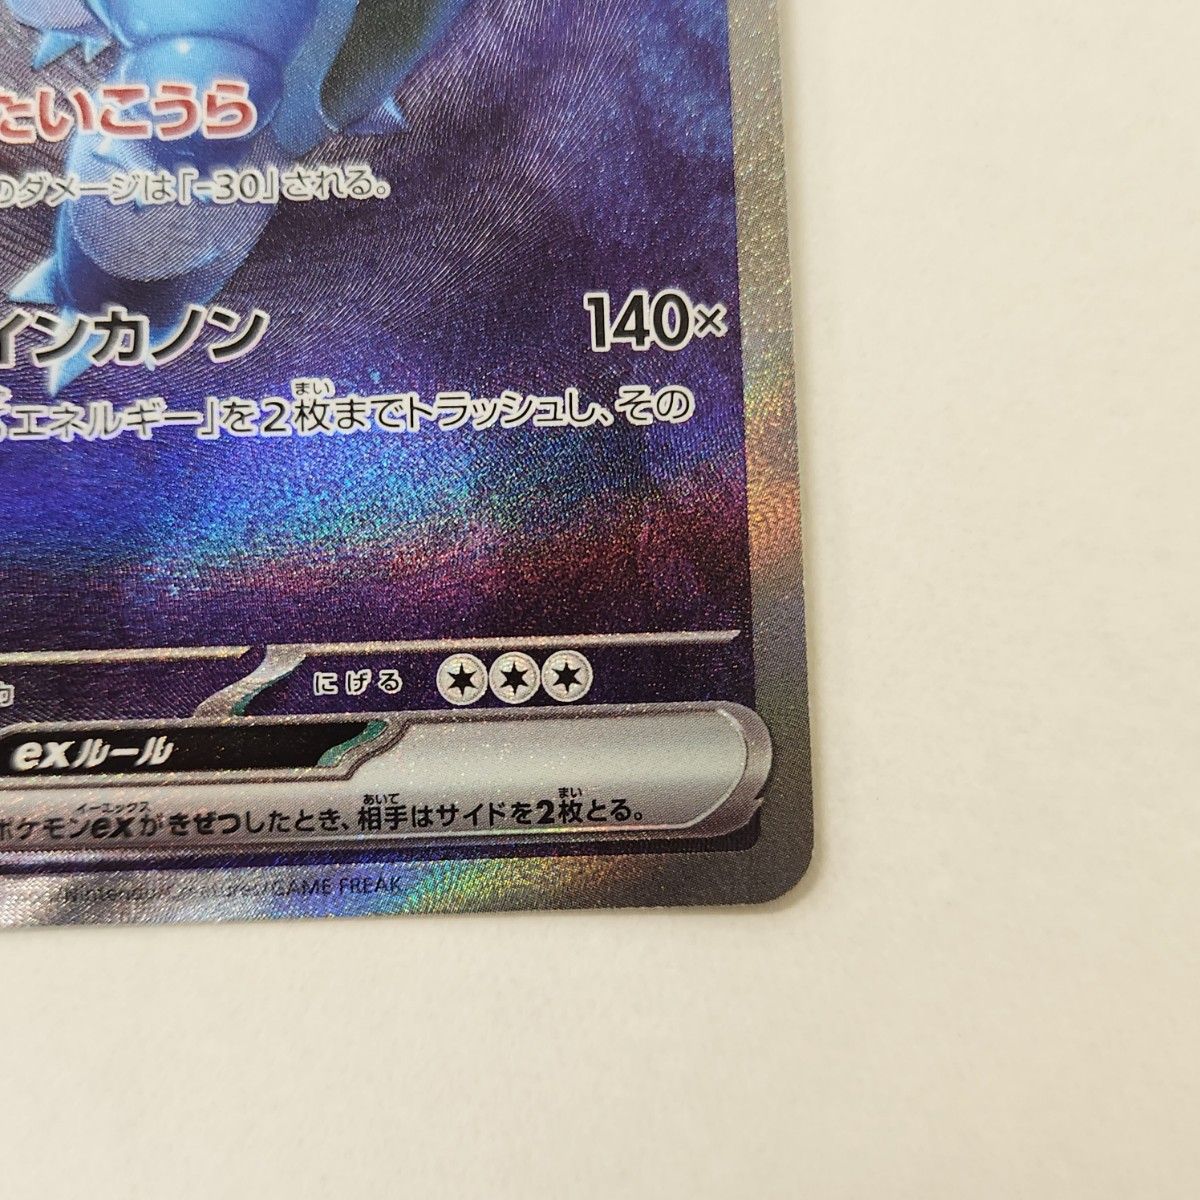 たいこうら
のダメージは「-30」される。
インカノン 140×
エネルギー」を2枚までトラッシュし、その
まい
にげる
exルール
ポケモンexがきぜつしたとき、相手はサイドを2枚とる。
イーエックス あいて まい
Nintendo/Creatures/GAME FREAK